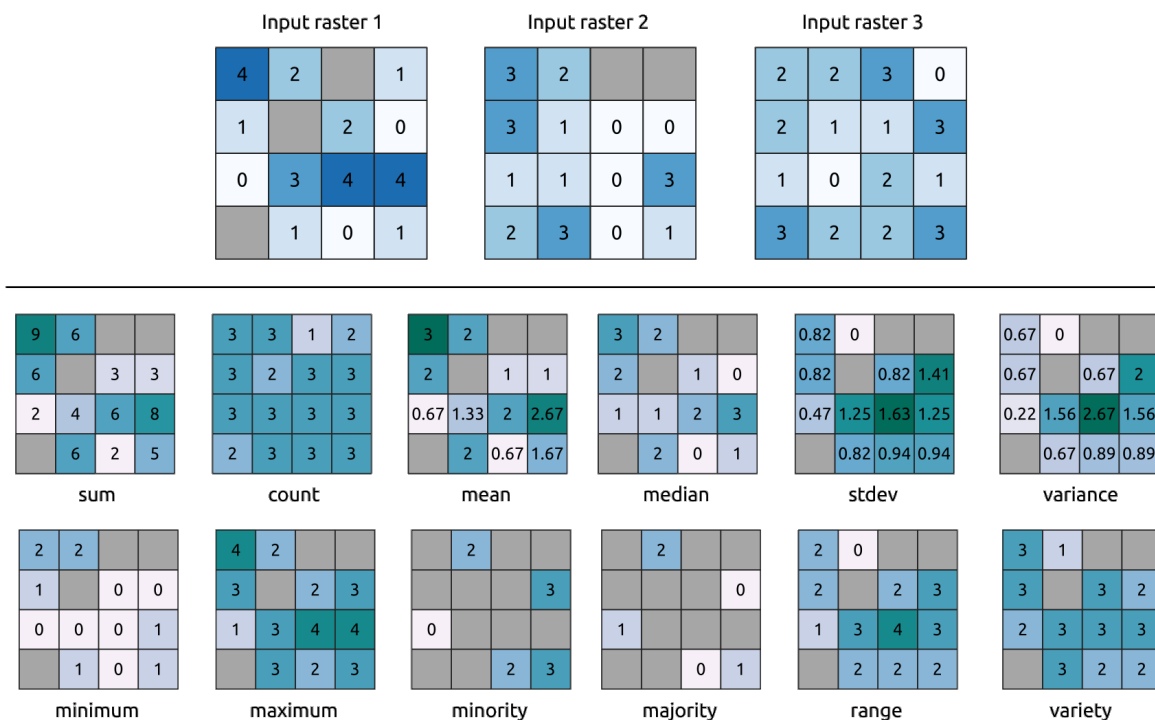 Input raster 1 Input raster 2 Input raster 3
4 2 1 3 2 2 2 3 0
1 2 0 3 1 0 0 2 1 1 3
0 3 4 4 1 1 0 3 1 0 2 1
1 0 1 2 3 0 1 3 2 2 3
9 6 3 3 1 2 3 2 3 2 0.82 0 0.67 0
6 3 3 3 2 3 3 2 1 1 2 1 0 0.82 0.82 1.41 0.67 0.67 2
2 4 6 8 3 3 3 3 0.67 1.33 2 2.67 1 1 2 3 0.47 1.25 1.63 1.25 0.22 1.56 2.67 1.56
6 2 5 2 3 3 3 2 0.67 1.67 2 0 1 0.82 0.94 0.94 0.67 0.89 0.89
sum count mean median stdev variance
2 2 4 2 2 2 2 0 3 1
1 0 0 3 2 3 3 0 2 2 3 3 3 2
0 0 0 1 1 3 4 4 0 1 1 3 4 3 2 3 3 3
1 0 1 3 2 3 2 3 0 1 2 2 2 3 2 2
minimum maximum minority majority range variety